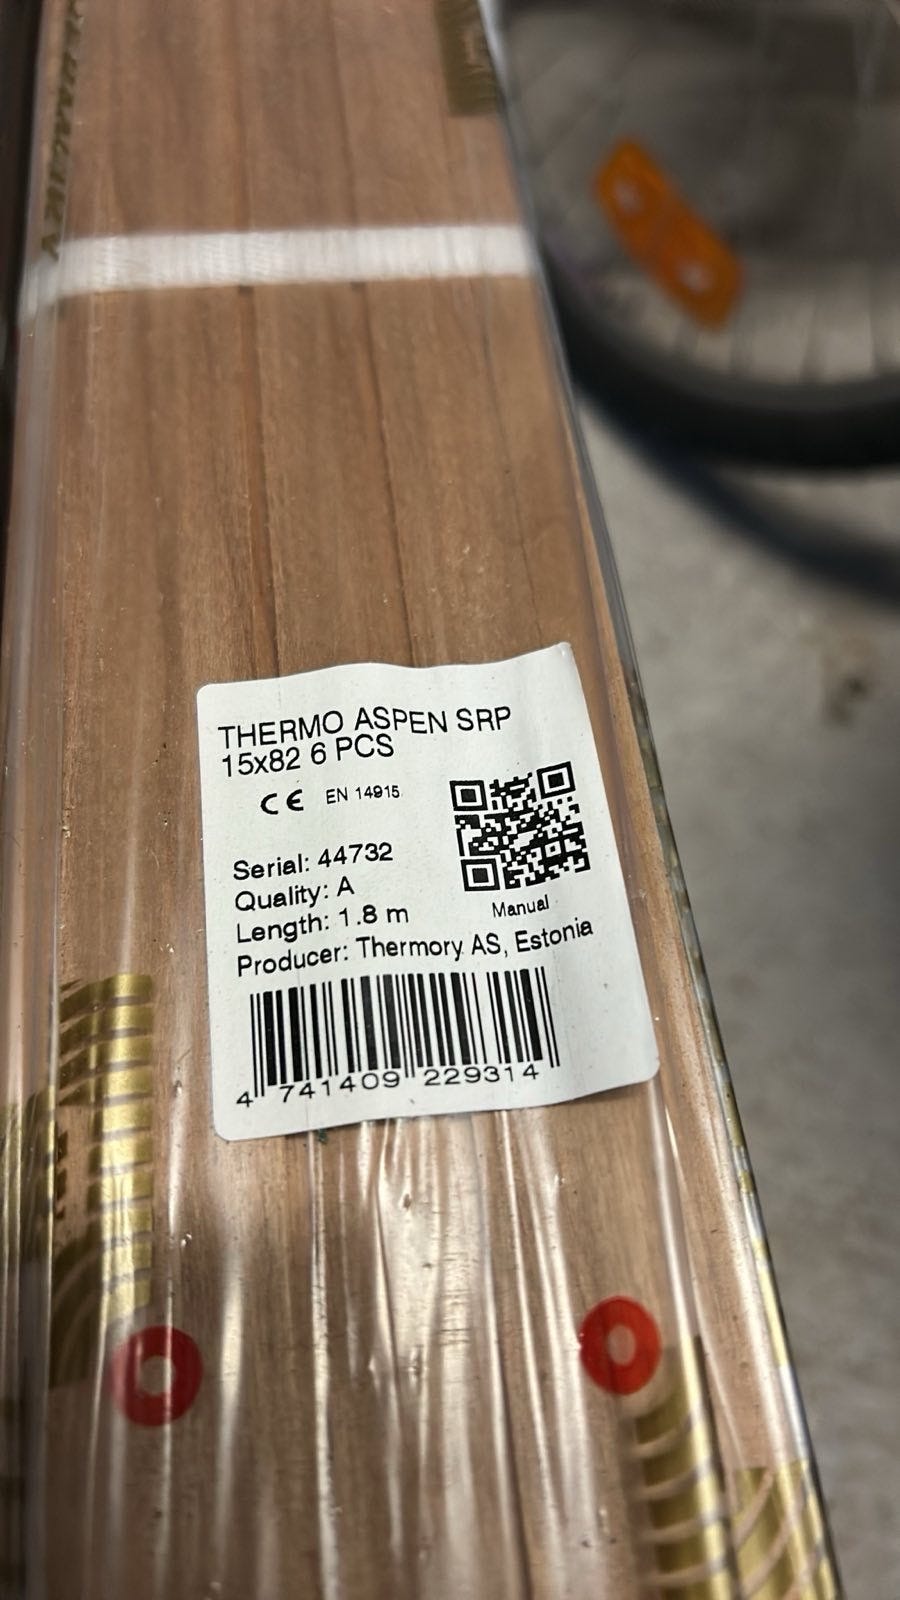 THERMO ASPEN SRP
15x82 6 PCS
CE EN 14915
Serial: 44732
Quality: A
Length: 1.8 m
Manual
Producer: Thermory AS, Estonia
4 741409 229314